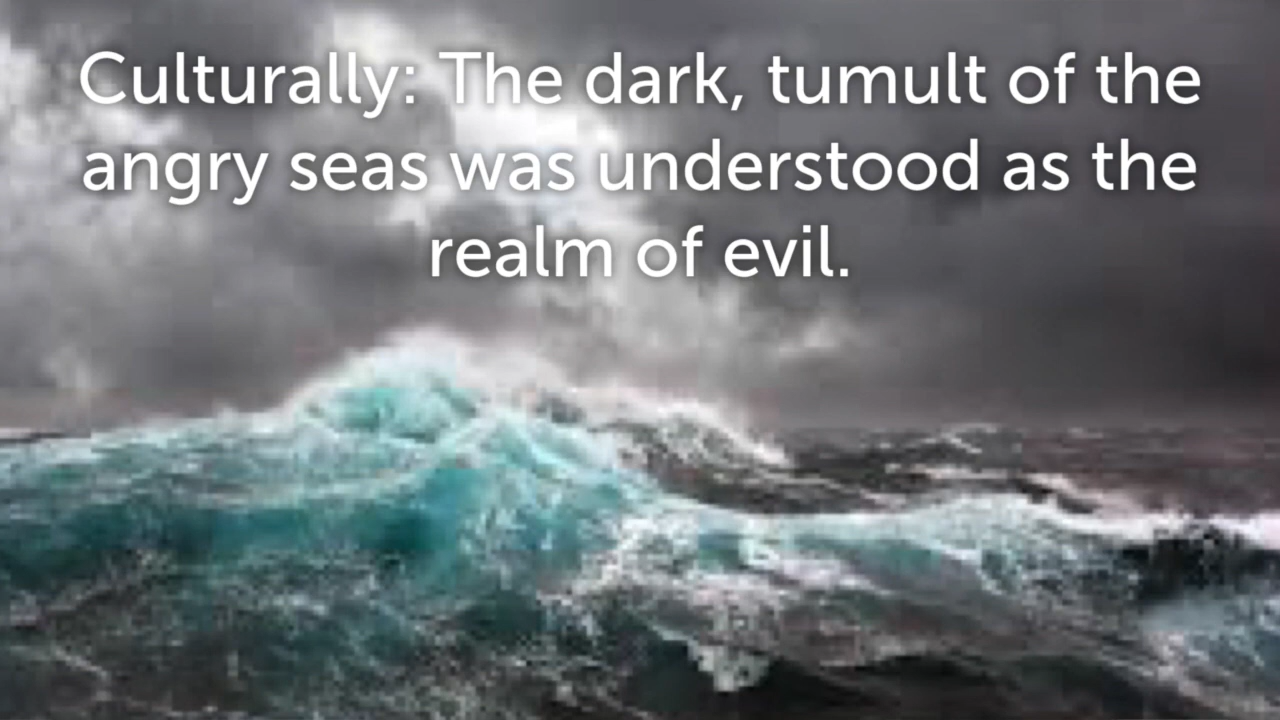 Culturally: The dark, tumult of the
angry seas was understood as the
realm of evil.